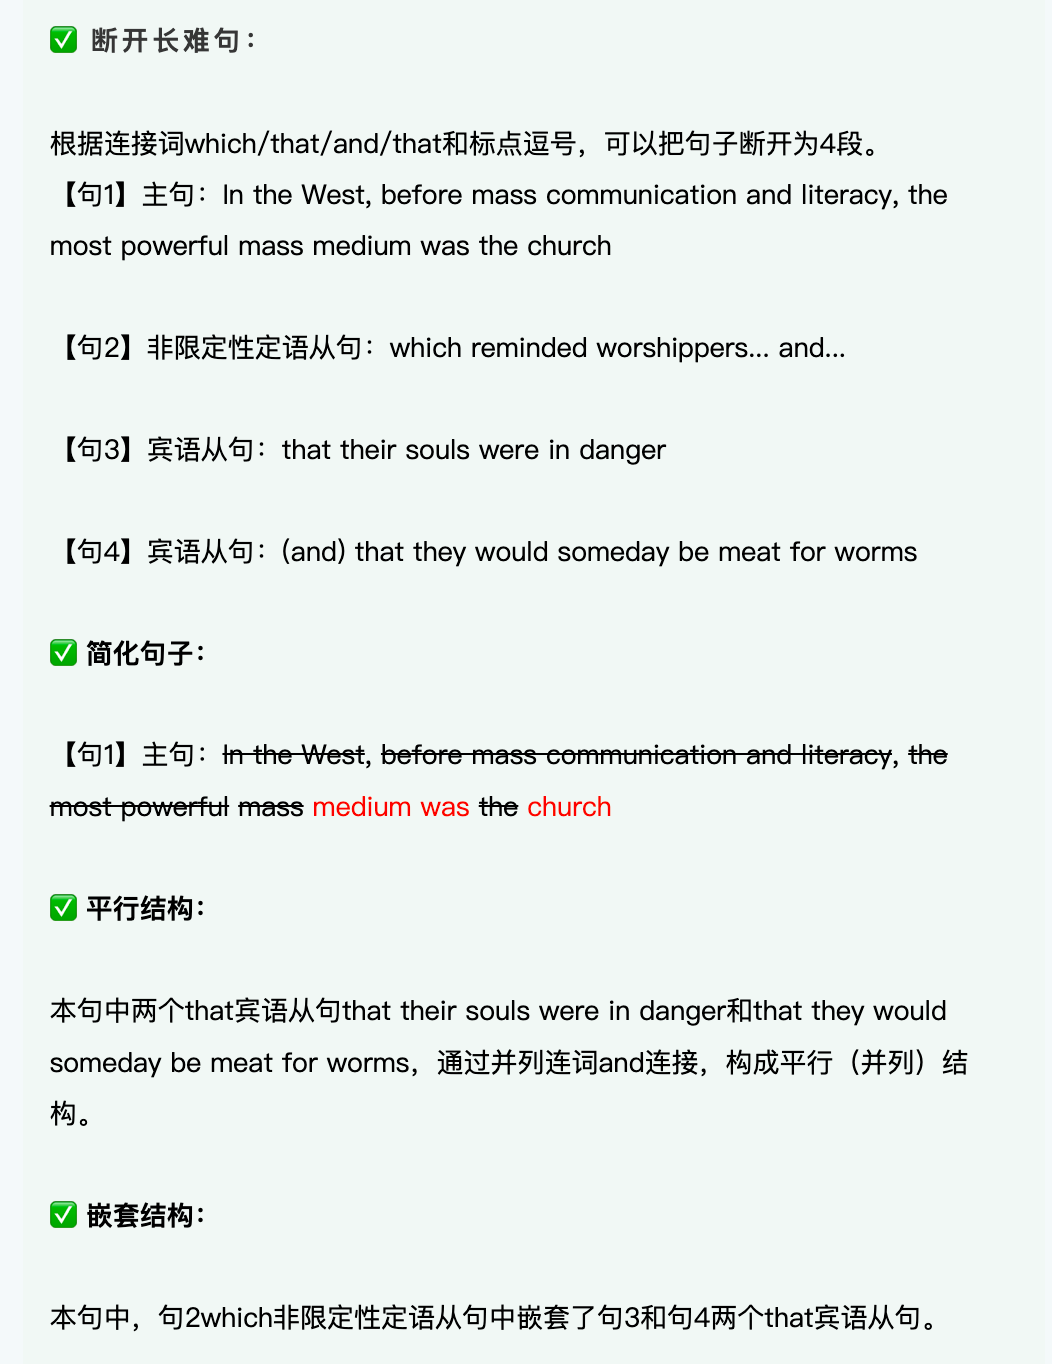 ✅ 断开长难句：
根据连接词which/that/and/that和标点逗号，可以把句子断开为4段。
【句1】主句：In the West, before mass communication and literacy, the
most powerful mass medium was the church
【句2】非限定性定语从句：which reminded worshippers... and...
【句3】宾语从句：that their souls were in danger
【句4】宾语从句：(and) that they would someday be meat for worms
✅ 简化句子：
【句1】主句：In the West, before mass communication and literacy, the
most powerful mass medium was the church
✅ 平行结构：
本句中两个that宾语从句that their souls were in danger和that they would
someday be meat for worms，通过并列连词and连接，构成平行（并列）结
构。
✅ 嵌套结构：
本句中，句2which非限定性定语从句中嵌套了句3和句4两个that宾语从句。